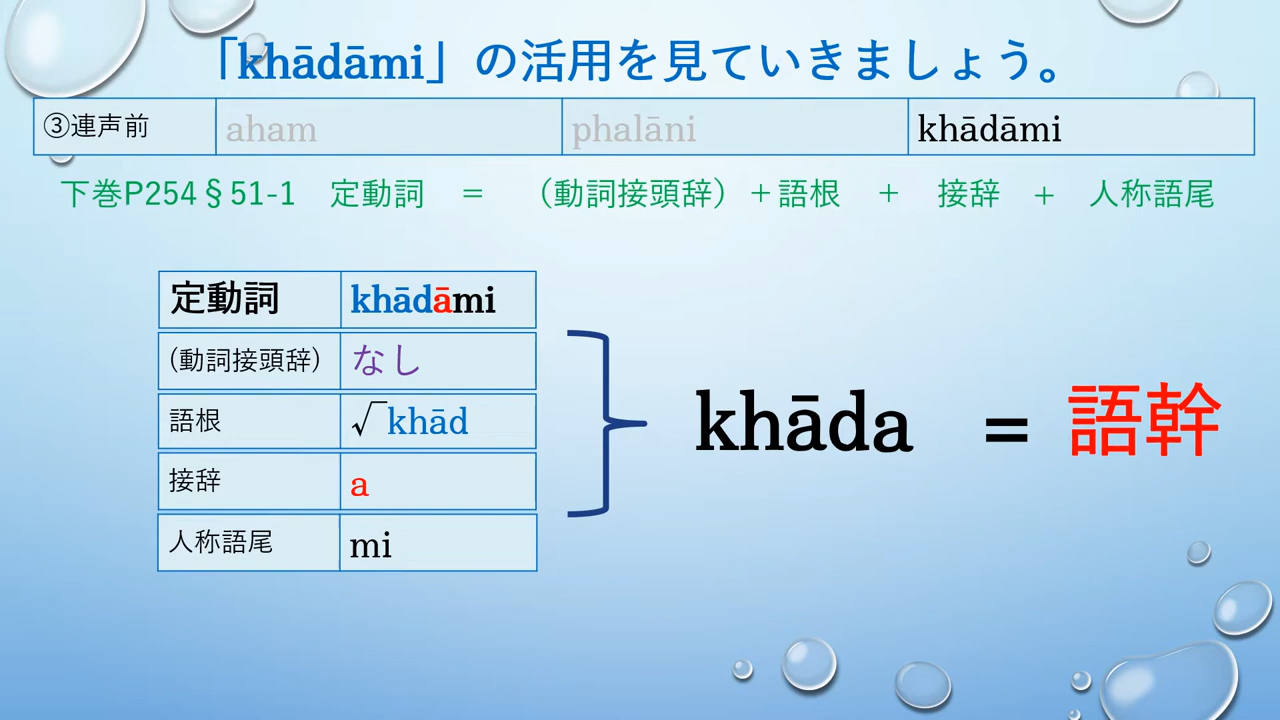 「khādāmi」の活用を見ていきましょう。
③連声前 aham phalāni khādāmi
下巻P254§51-1 定動詞 = （動詞接頭辞）+語根 + 接辞 + 人称語尾
定動詞 khādāmi
（動詞接頭辞） なし
語根 √khād
接辞 a
人称語尾 mi
khāda = 語幹